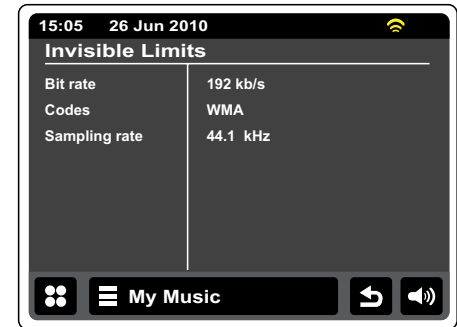 15:05 26 Jun 2010
Invisible Limits
Bit rate 192 kb/s
Codes WMA
Sampling rate 44.1 kHz
My Music